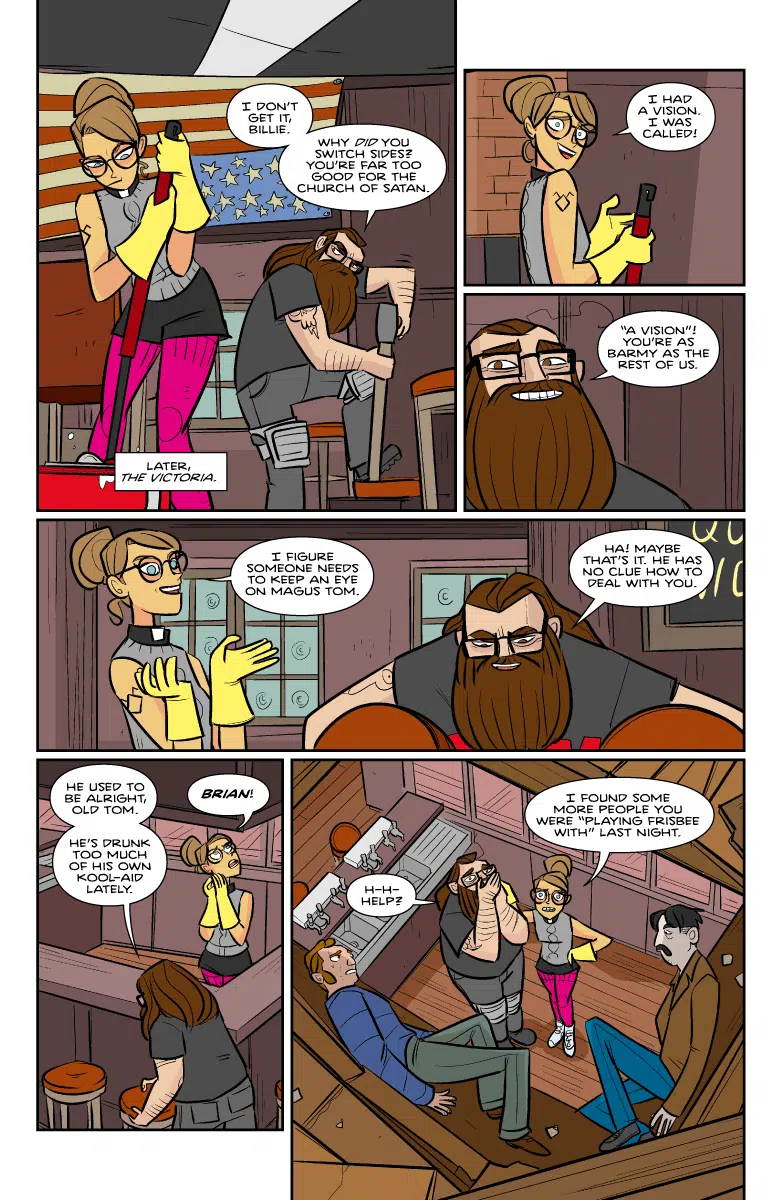 I DON'T
GET IT,
BILLIE.
WHY DID YOU
SWITCH SIDES?
YOU'RE FAR TOO
GOOD FOR THE
CHURCH OF SATAN.
LATER,
THE VICTORIA.
I HAD
A VISION.
I WAS
CALLED!
"A VISION"!
YOU'RE AS
BARMY AS THE
REST OF US.
I FIGURE
SOMEONE NEEDS
TO KEEP AN EYE
ON MAGUS TOM.
HA! MAYBE
THAT'S IT. HE HAS
NO CLUE HOW TO
DEAL WITH YOU.
HE USED TO
BE ALRIGHT,
OLD TOM.
HE'S DRUNK
TOO MUCH
OF HIS OWN
KOOL-AID
LATELY.
BRIAN!
I FOUND SOME
MORE PEOPLE YOU
WERE "PLAYING FRISBEE
WITH" LAST NIGHT.
H-H-
HELP?